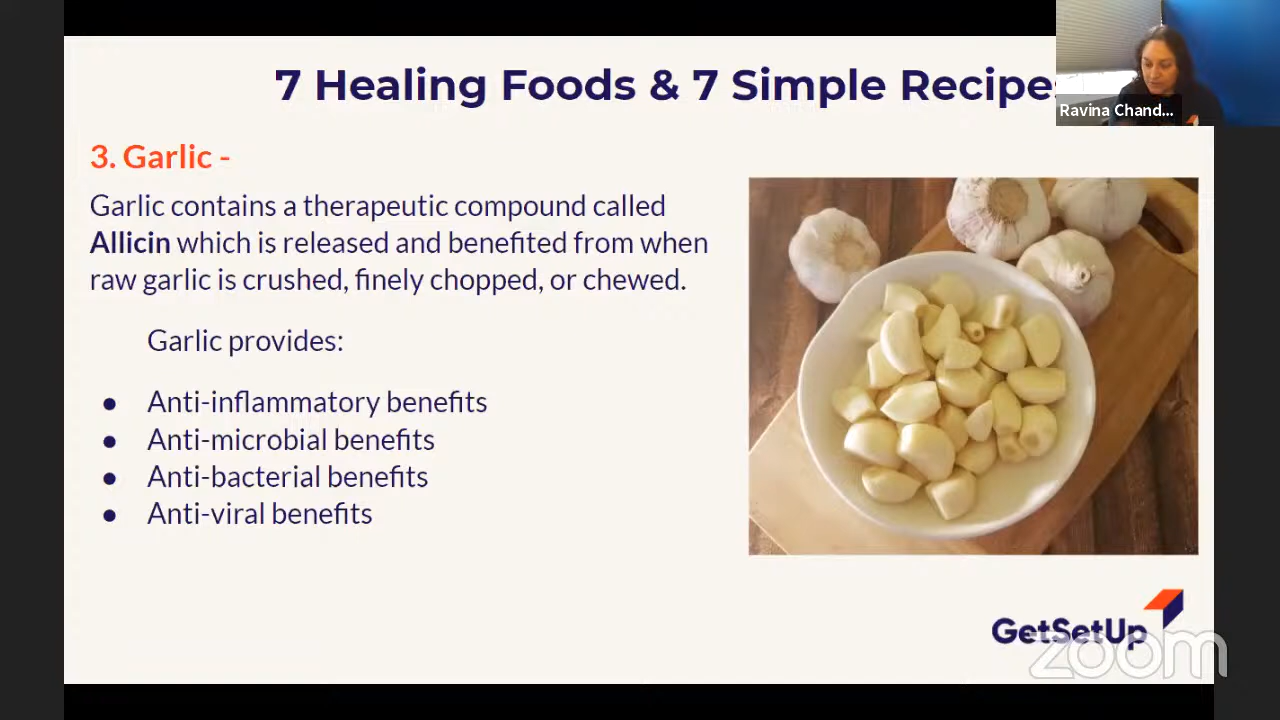 7 Healing Foods & 7 Simple Recipe
Ravina Chand...
3. Garlic -
Garlic contains a therapeutic compound called
Allicin which is released and benefited from when
raw garlic is crushed, finely chopped, or chewed.
Garlic provides:
● Anti-inflammatory benefits
● Anti-microbial benefits
● Anti-bacterial benefits
● Anti-viral benefits
GetSetUp
zoom